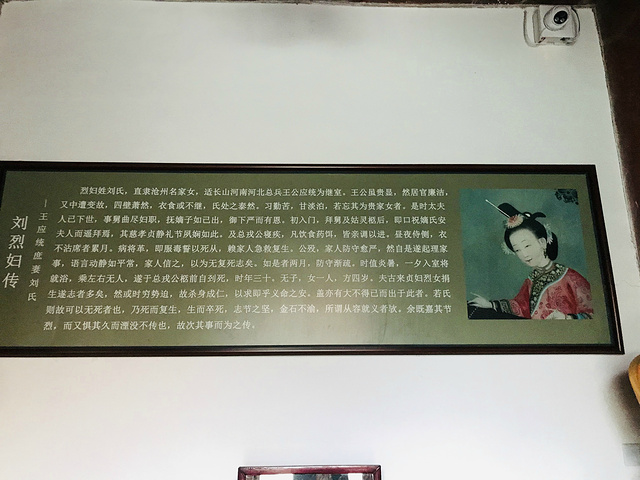 刘烈妇传
—王应统庶妻刘氏
烈妇姓刘氏，直隶沧州名家女，适长山河南河北总兵王公应统为继室。王公虽贵显，然居官廉洁，
又中遭变故，四壁萧然，衣食或不继，氏处之泰然。习勤苦，甘淡泊，若忘其为贵家女者。是时太夫
人已下世，事舅曲尽妇职，抚嫡子如己出，御下严而有恩。初入门，拜舅及姑灵柩后，即口祝嫡氏安
夫人而遥拜焉，其慈孝贞静礼节夙娴如此。及总戎公瘘疾，凡饮食药饵，皆亲调以进。昼夜侍侧，衣
不沾席者累月。病将革，即服毒誓以死从，赖家人急救复生。公殁，家人防守愈严，然自是遂起理家
事，语言动静如平常，家人信之，以为无复死志矣。如是者两月，防守渐疏，时值炎暑，一夕入室将
就浴，乘左右无人，遂于总戎公柩前自刭死，时年三十，无子，女一人，方四岁。夫古来贞妇烈女捐
生遂志者多矣，然或时穷势迫，故杀身成仁，以求即乎义命之安。盖亦有大不得已而出于此者。若氏
则故可以无死者也，乃死而复生，生而卒死，志节之坚，金石不渝，所谓从容就义者欤。余既嘉其节
烈，而又惧其久而湮没不传也，故次其事而为之传。